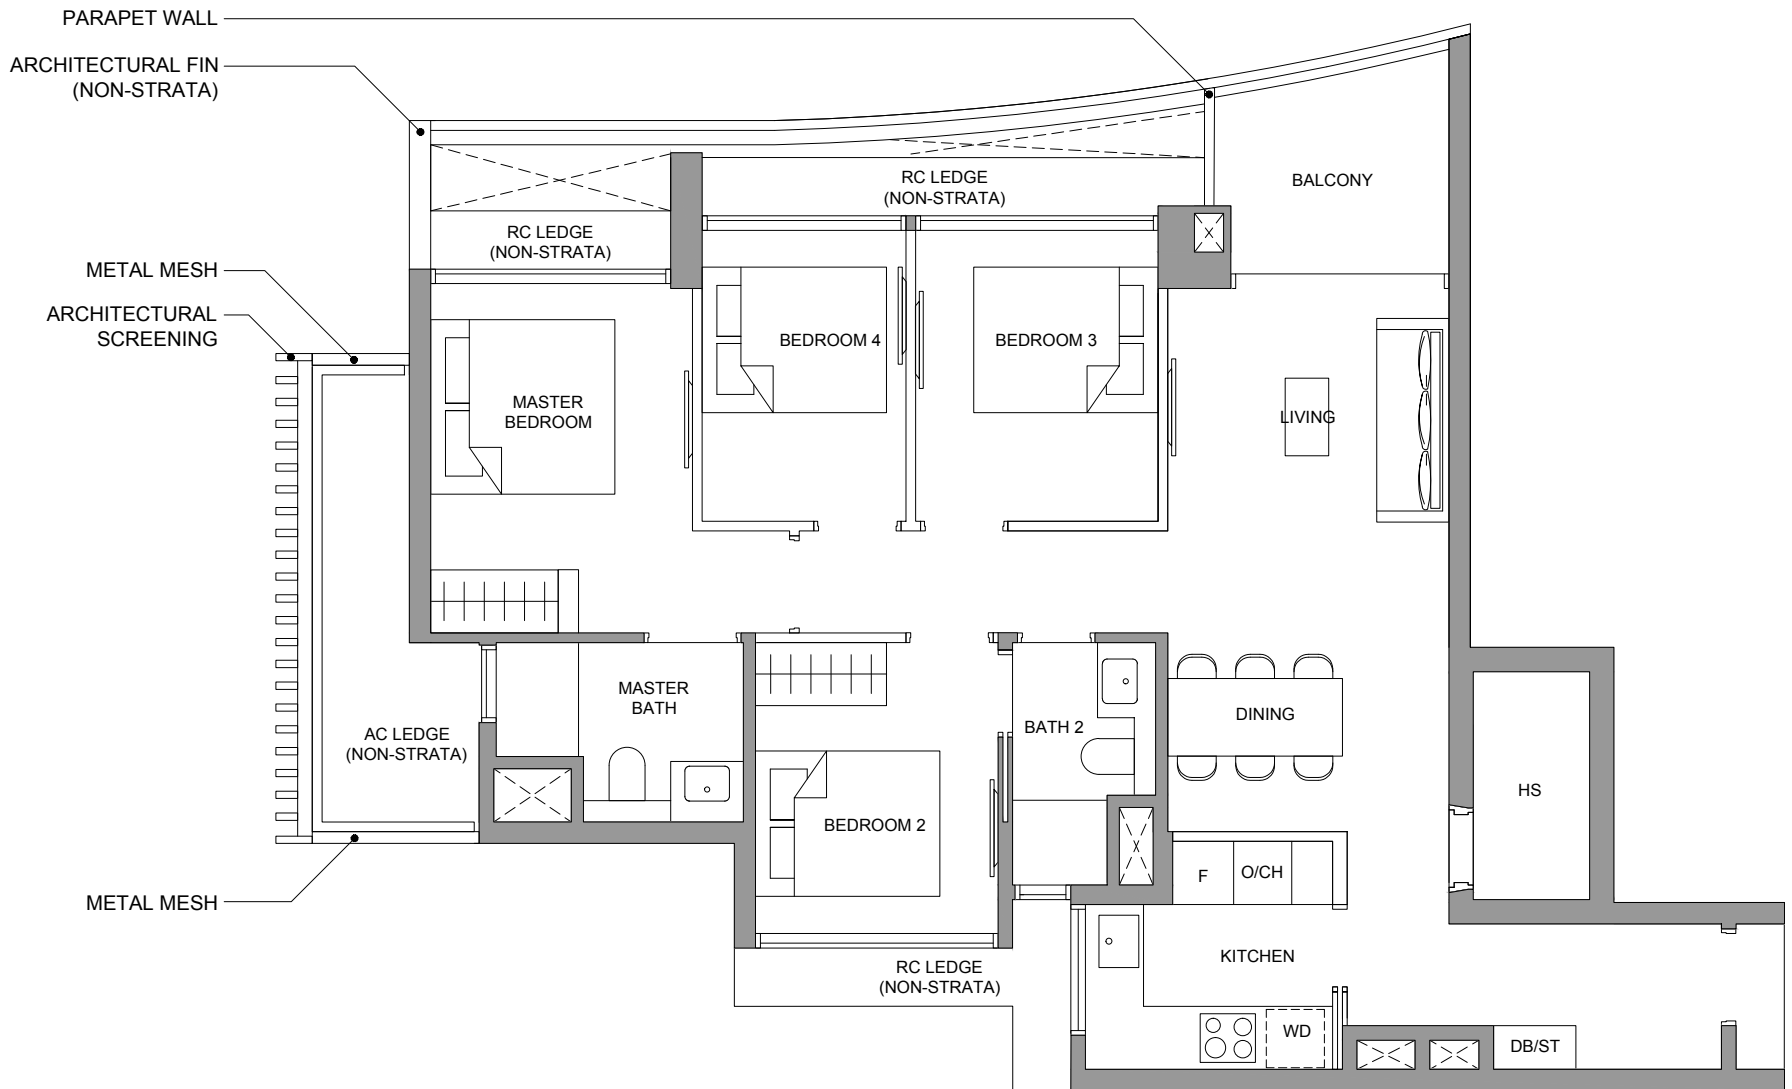 PARAPET WALL
ARCHITECTURAL FIN
(NON-STRATA)
RC LEDGE
(NON-STRATA)
BALCONY
RC LEDGE
(NON-STRATA)
METAL MESH
ARCHITECTURAL
SCREENING
BEDROOM 4
BEDROOM 3
MASTER
BEDROOM
LIVING
MASTER
BATH
DINING
BATH 2
AC LEDGE
(NON-STRATA)
HS
BEDROOM 2
F
O/CH
METAL MESH
KITCHEN
RC LEDGE
(NON-STRATA)
WD
DB/ST